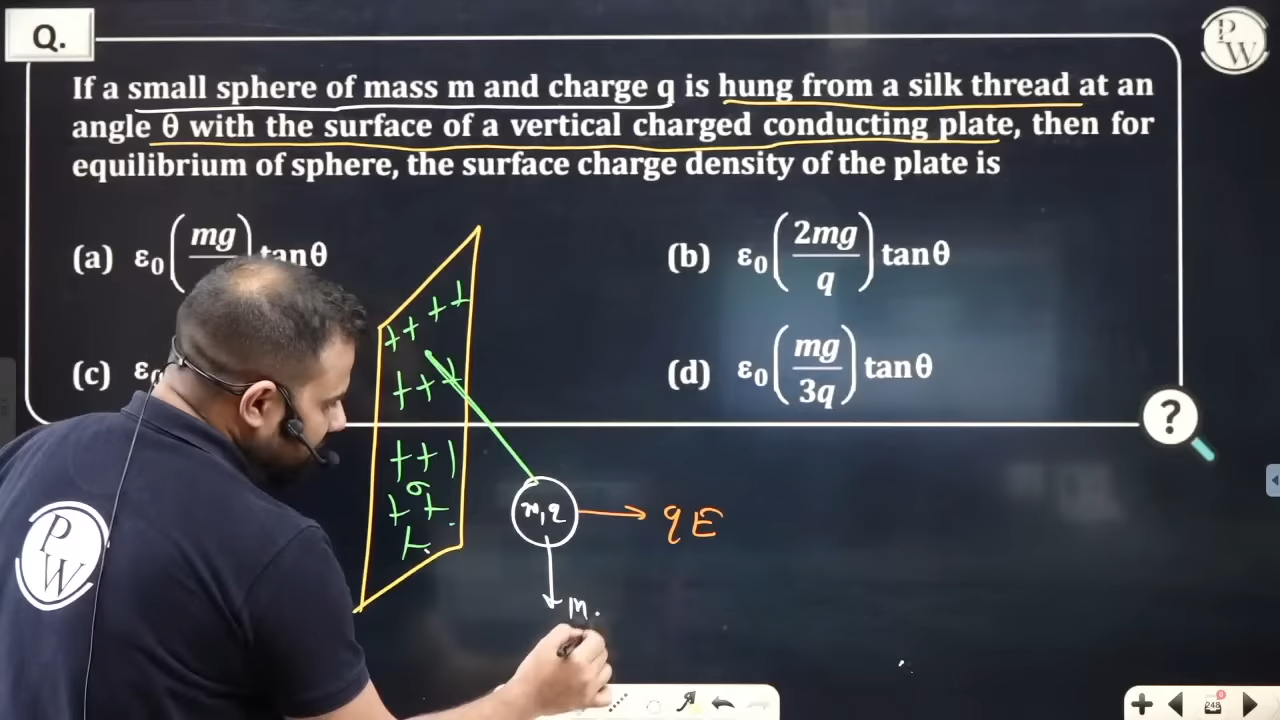 Q.
P
W
If a small sphere of mass m and charge q is hung from a silk thread at an
angle θ with the surface of a vertical charged conducting plate, then for
equilibrium of sphere, the surface charge density of the plate is
(a) ε₀(mg tanθ
(b) ε₀(2mg/q) tanθ
(c) ε₀
(d) ε₀(mg/3q) tanθ
?
+ + + +
+ + +
+ +
σ
+ +
m,q
qE
m
P
W
248